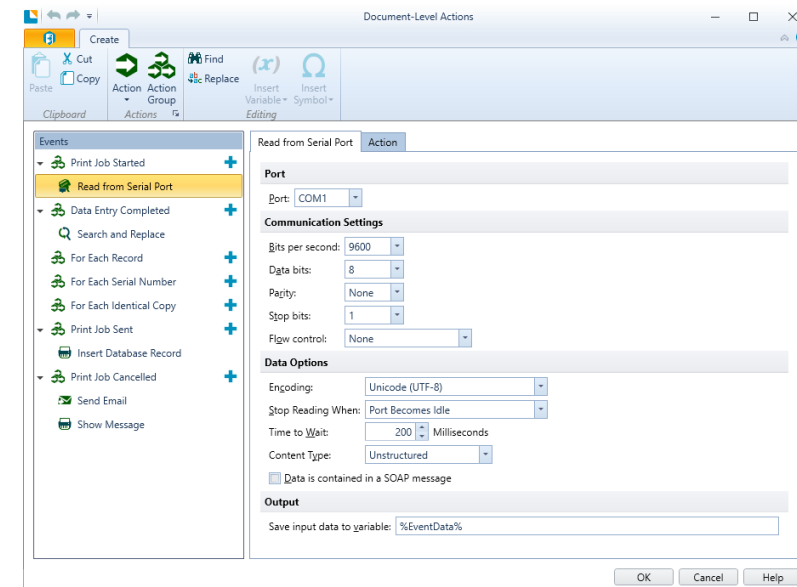 Document-Level Actions
Create
Cut
Copy
Paste
Clipboard
Action
Action Group
Actions
Find
Replace
Insert Variable
Insert Symbol
Editing
Events
Print Job Started
Read from Serial Port
Data Entry Completed
Search and Replace
For Each Record
For Each Serial Number
For Each Identical Copy
Print Job Sent
Insert Database Record
Print Job Cancelled
Send Email
Show Message
Read from Serial Port Action
Port
Port: COM1
Communication Settings
Bits per second: 9600
Data bits: 8
Parity: None
Stop bits: 1
Flow control: None
Data Options
Encoding: Unicode (UTF-8)
Stop Reading When: Port Becomes Idle
Time to Wait: 200 Milliseconds
Content Type: Unstructured
Data is contained in a SOAP message
Output
Save input data to variable: %EventData%
OK Cancel Help